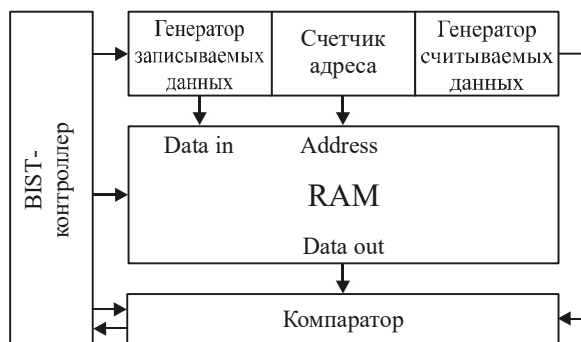 BIST-
контроллер
Генератор
записываемых
данных
Счетчик
адреса
Генератор
считываемых
данных
Data in
Address
RAM
Data out
Компаратор